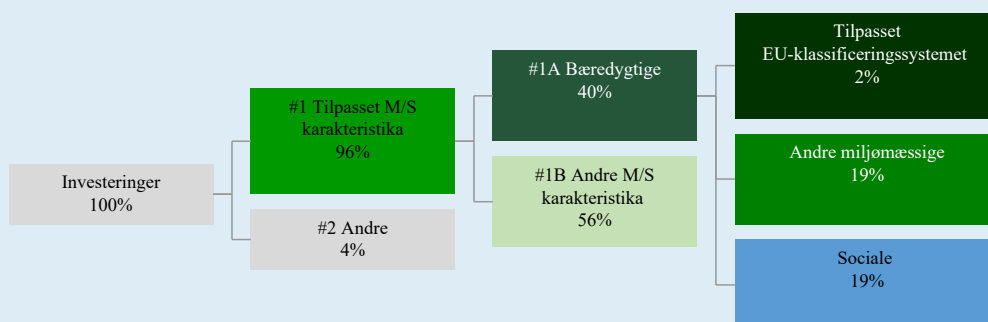 Investeringer
100%
#1 Tilpasset M/S
karakteristika
96%
#2 Andre
4%
#1A Bæredygtige
40%
#1B Andre M/S
karakteristika
56%
Tilpasset
EU-klassificeringssystemet
2%
Andre miljømæssige
19%
Sociale
19%